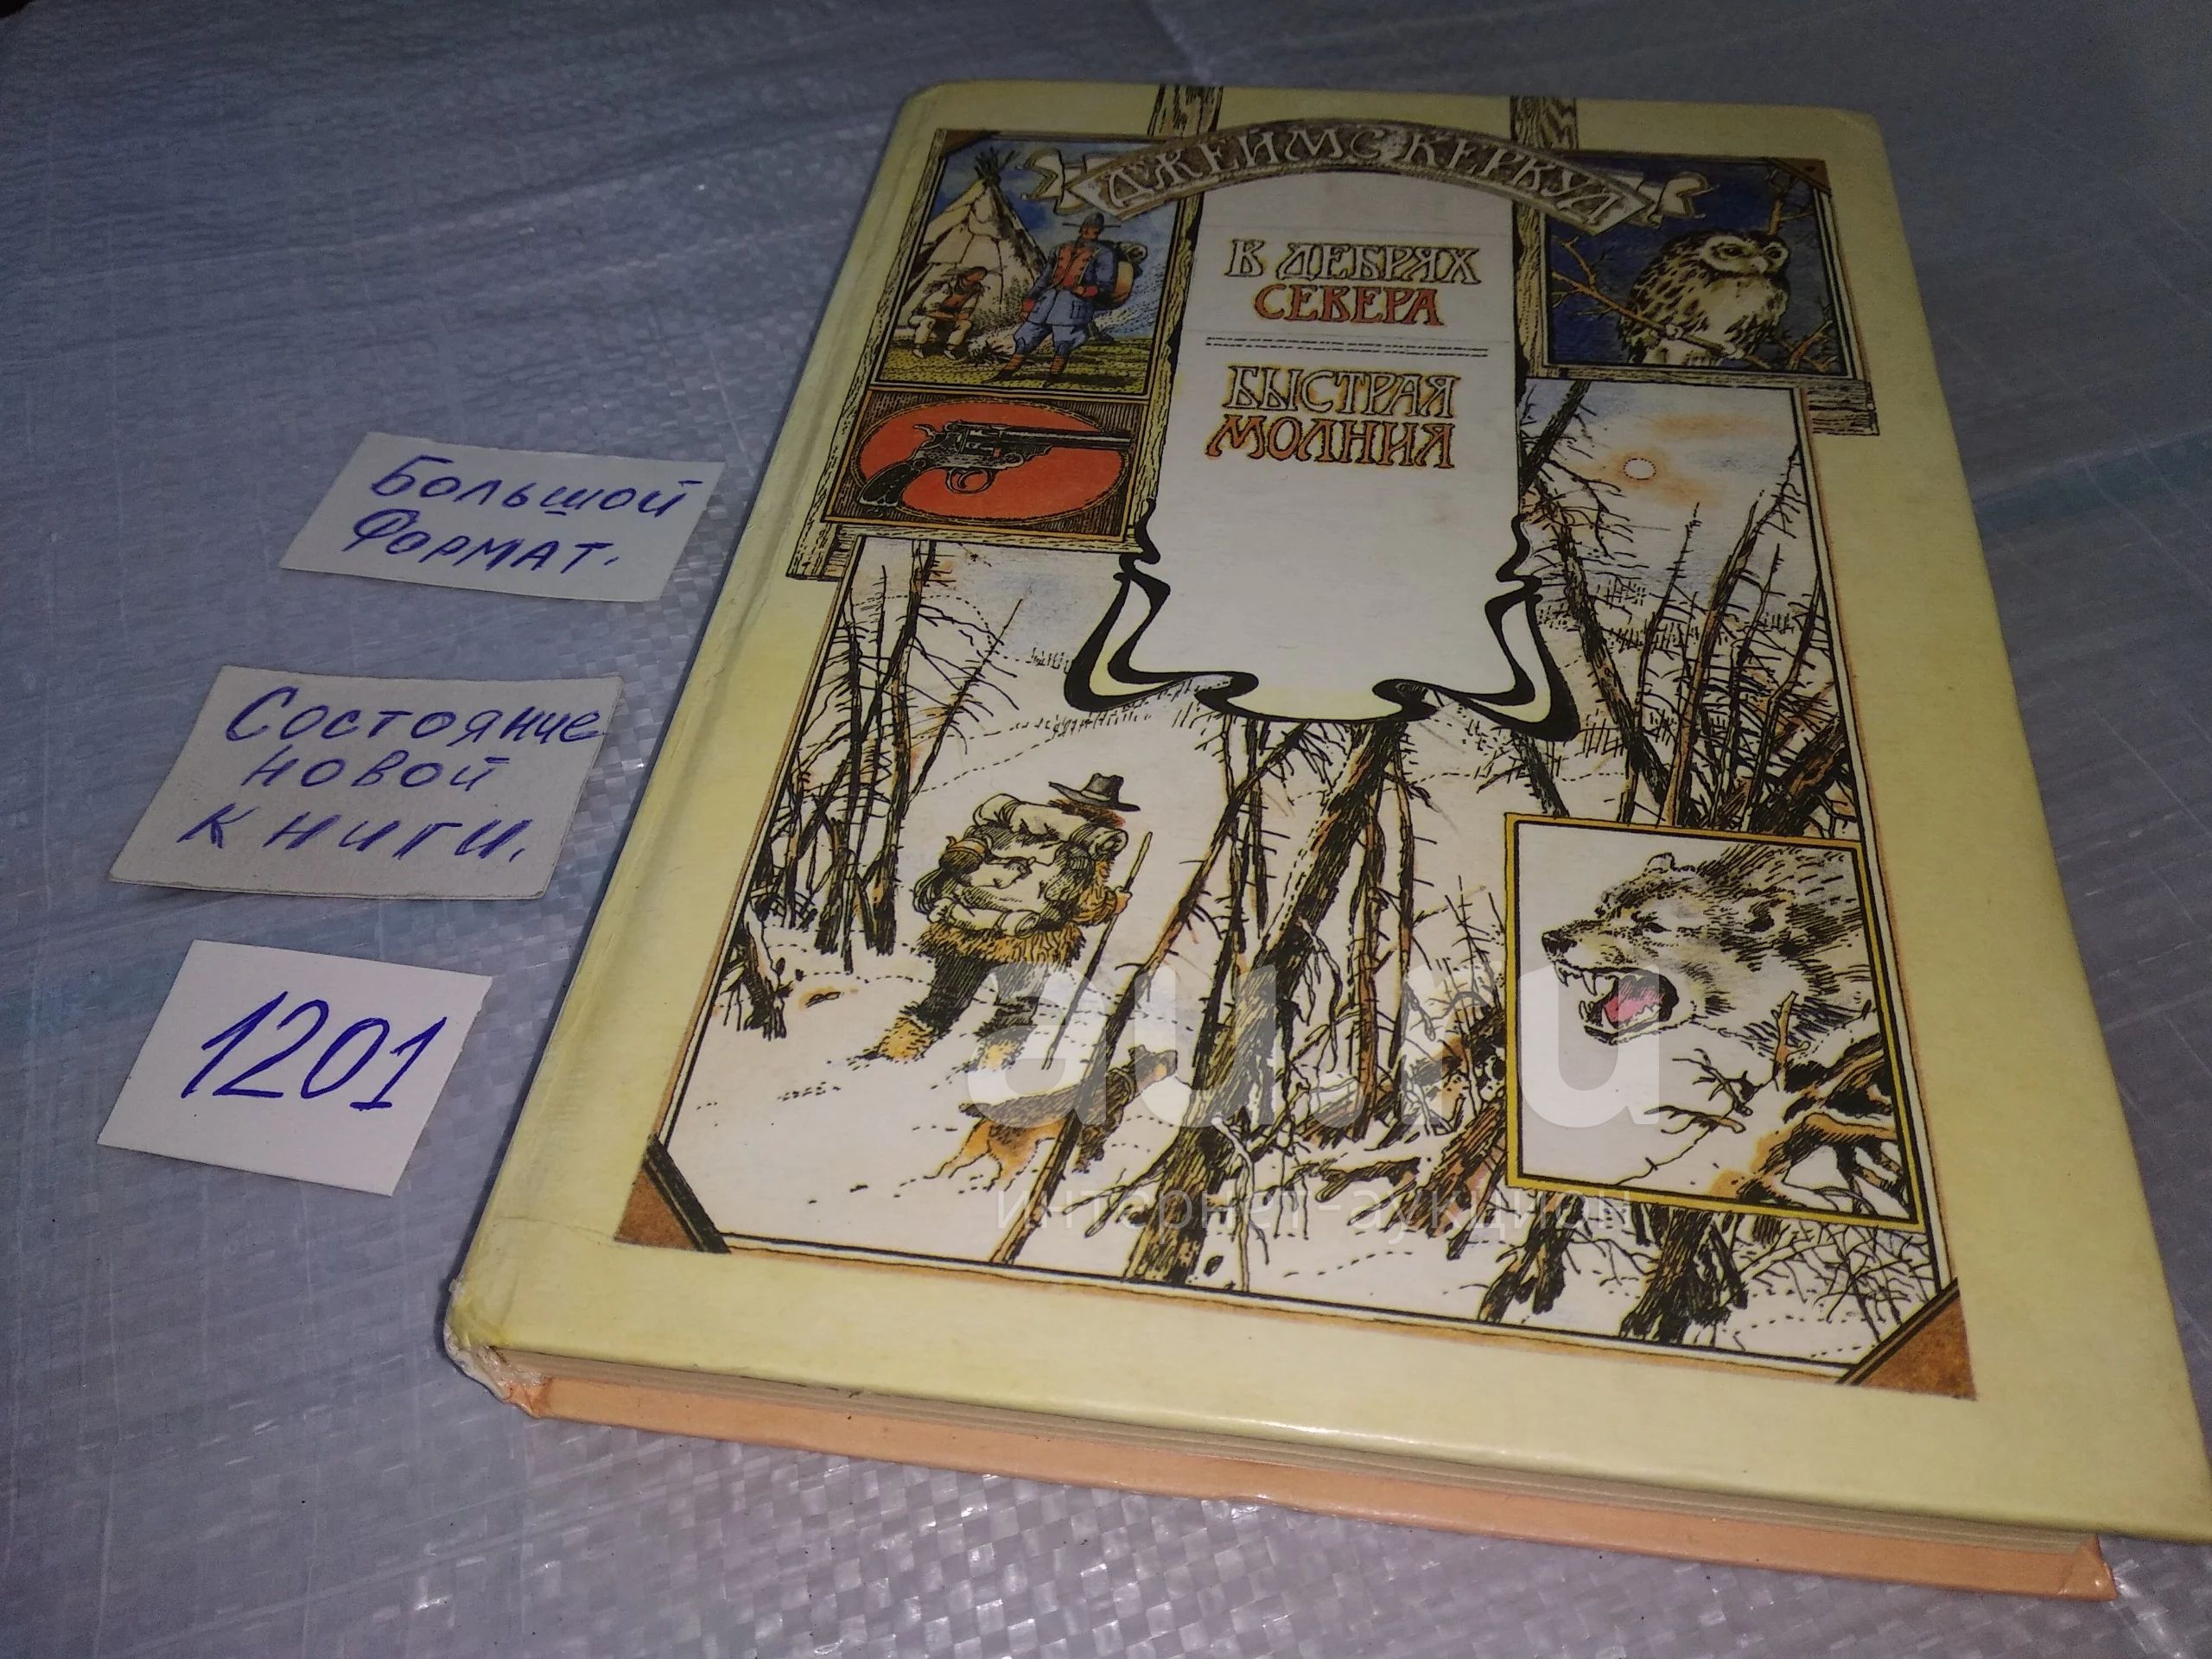 ДЖЕЙМС КЕРВУД
В ДЕБРЯХ
СЕВЕРА
БЫСТРАЯ
МОЛНИЯ
Большой
Формат.
Состояние
новой
книги.
1201
au.ru
интернет-аукцион